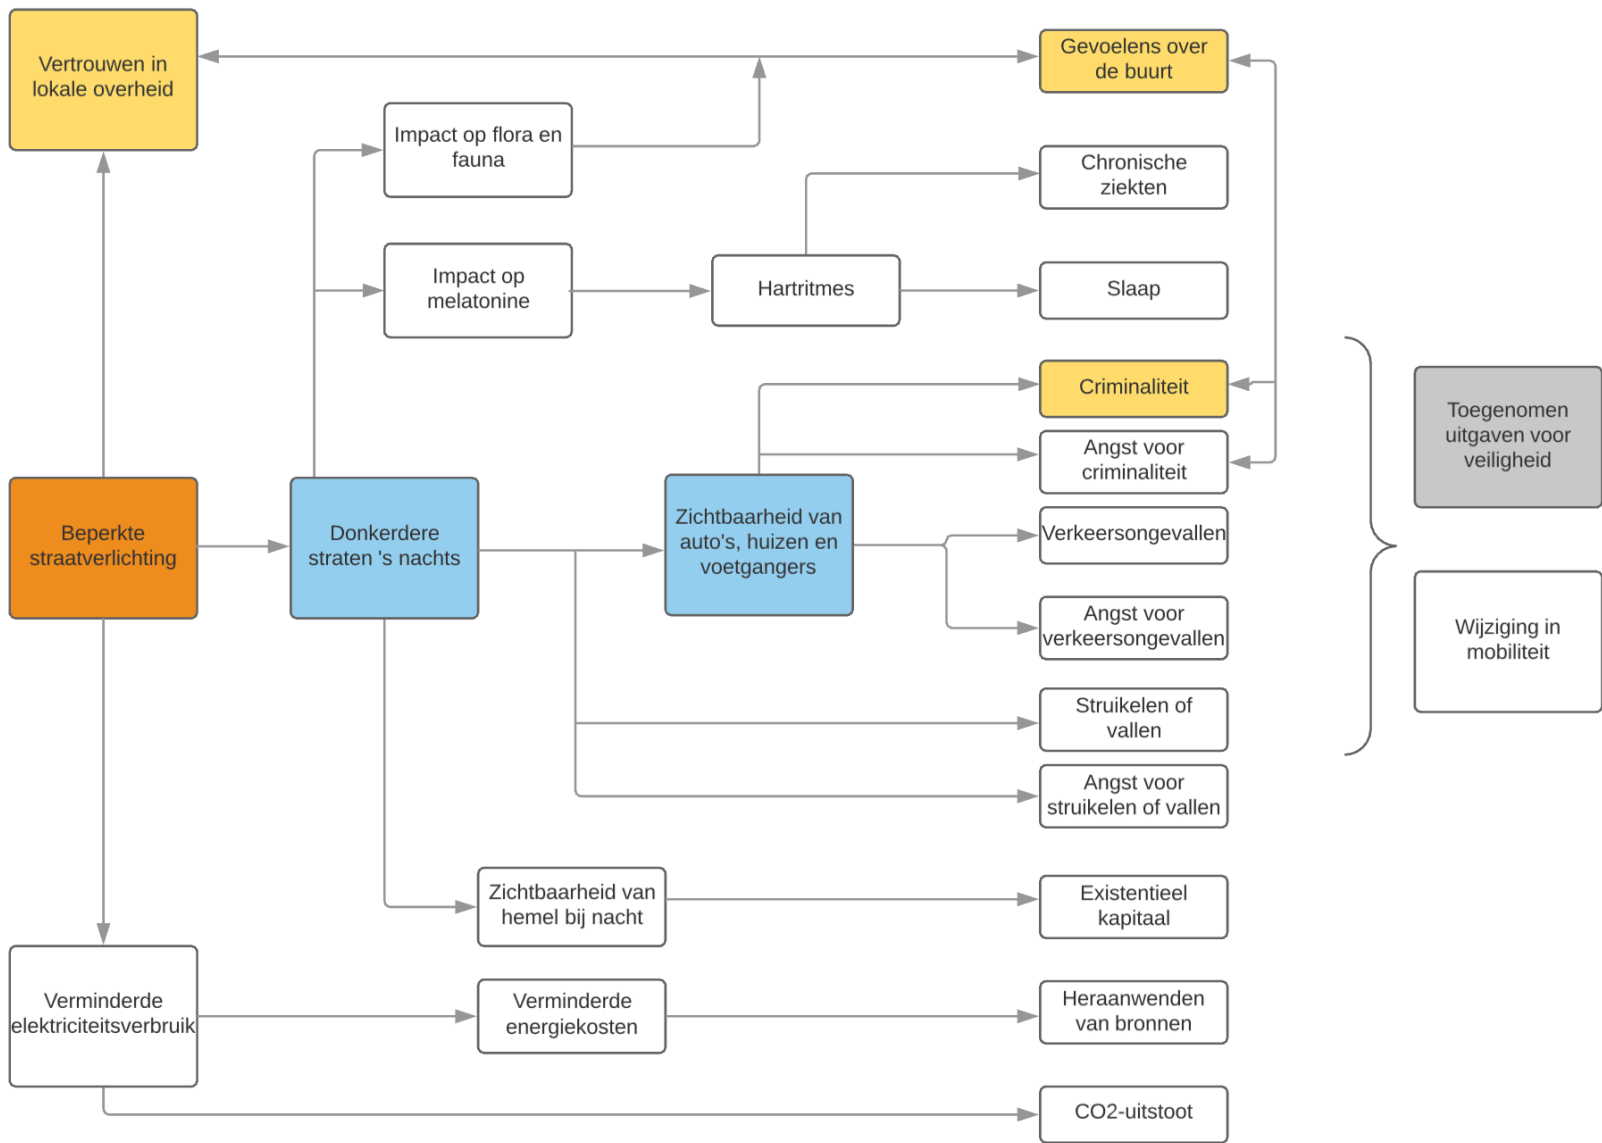 Vertrouwen in
lokale overheid
Gevoelens over
de buurt
Impact op flora en
fauna
Chronische
ziekten
Impact op
melatonine
Hartritmes
Slaap
Criminaliteit
Angst voor
criminaliteit
Toegenomen
uitgaven voor
veiligheid
Beperkte
straatverlichting
Donkerdere
straten 's nachts
Zichtbaarheid van
auto's, huizen en
voetgangers
Verkeersongevallen
Angst voor
verkeersongevallen
Wijziging in
mobiliteit
Struikelen of
vallen
Angst voor
struikelen of vallen
Zichtbaarheid van
hemel bij nacht
Existentieel
kapitaal
Verminderde
elektriciteitsverbruik
Verminderde
energiekosten
Heraanwenden
van bronnen
CO2-uitstoot